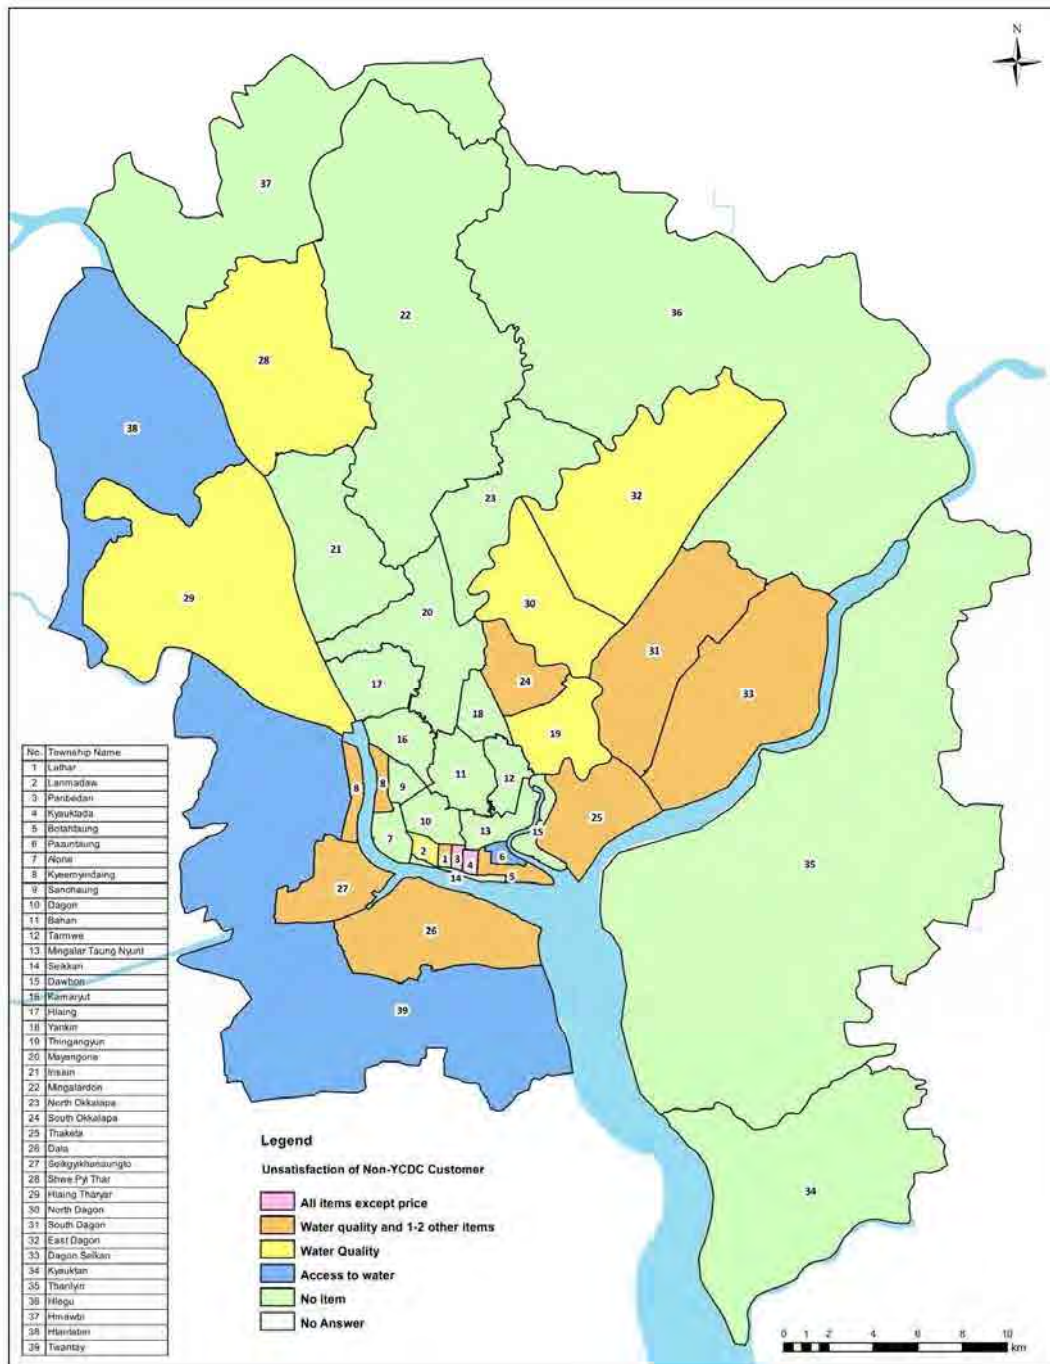 N
37
22
36
28
38
32
23
21
29
30
20
31
24
33
17
18
19
16
11
12
8
8
9
10
25
15
13
7
2
1
3
4
6
14
5
27
26
35
39
34
No. Township Name
1 Lathar
2 Lanmadaw
3 Panbedan
4 Kyauktada
5 Botahtaung
6 Pazuntaung
7 Alone
8 Kyeemyindaing
9 Sanchaung
10 Dagon
11 Bahan
12 Tarmwe
13 Mingalar Taung Nyunt
14 Seikkan
15 Dawbon
16 Kamaryut
17 Hlaing
18 Yankin
19 Thingangyun
20 Mayangone
21 Insein
22 Mingalardon
23 North Okkalapa
24 South Okkalapa
25 Thaketa
26 Dala
27 Seikgyikhanaungto
28 Shwe Pyi Thar
29 Hlaing Tharyar
30 North Dagon
31 South Dagon
32 East Dagon
33 Dagon Seikan
34 Kyauktan
35 Thanlyin
36 Hlegu
37 Hmawbi
38 Htantabin
39 Twantay
Legend
Unsatisfaction of Non-YCDC Customer
All items except price
Water quality and 1-2 other items
Water Quality
Access to water
No Item
No Answer
0 1 2 4 6 8 10
km